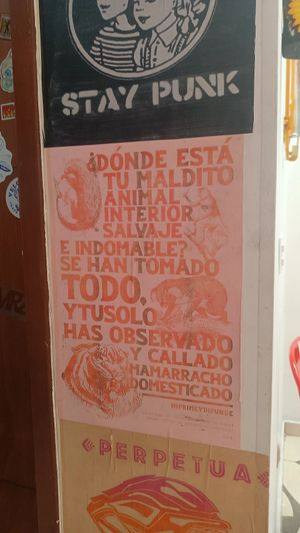 STAY PUNK
¿DÓNDE ESTÁ
TU MALDITO
ANIMAL
INTERIOR
SALVAJE
E INDOMABLE?
SE HAN TOMADO
TODO,
Y TU SOLO
HAS OBSERVADO
Y CALLADO
MAMARRACHO
DOMESTICADO
IMPRIMEYDIFUNDE
«PERPETUA«